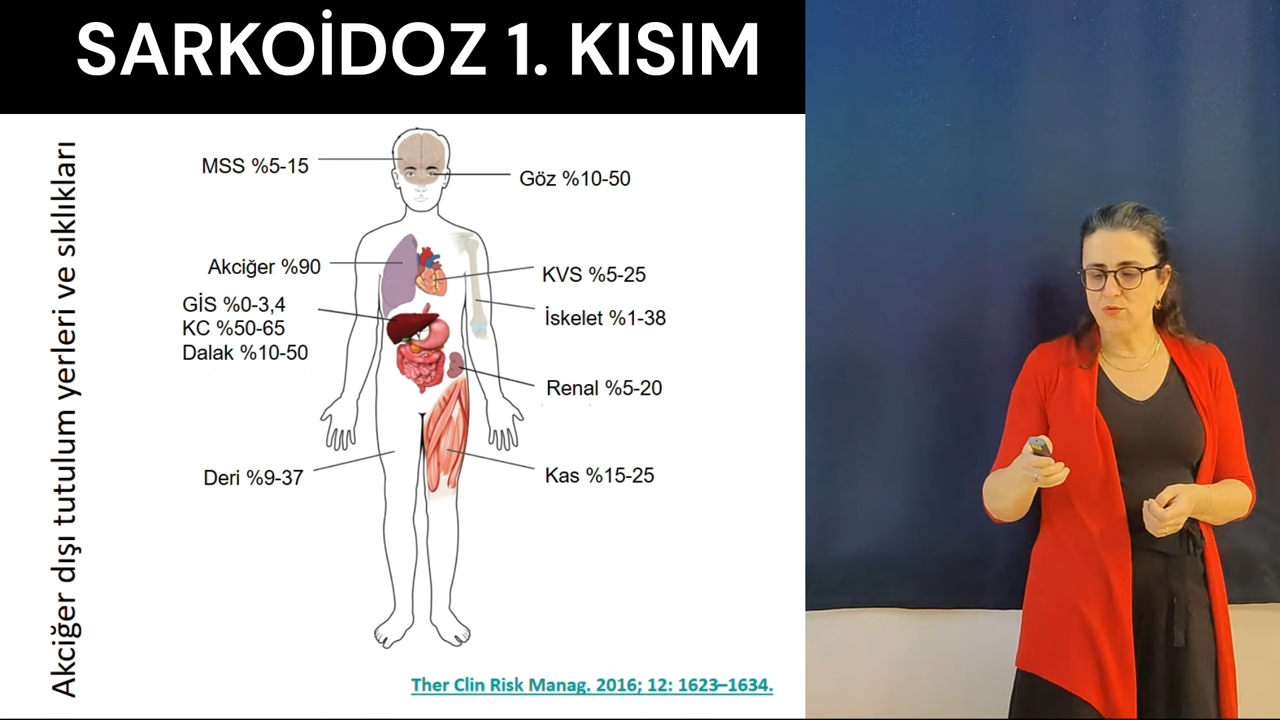 SARKOİDOZ 1. KISIM
Akciğer dışı tutulum yerleri ve sıklıkları
MSS %5-15
Göz %10-50
Akciğer %90
KVS %5-25
GİS %0-3,4
KC %50-65
Dalak %10-50
İskelet %1-38
Renal %5-20
Deri %9-37
Kas %15-25
Ther Clin Risk Manag. 2016; 12: 1623–1634.